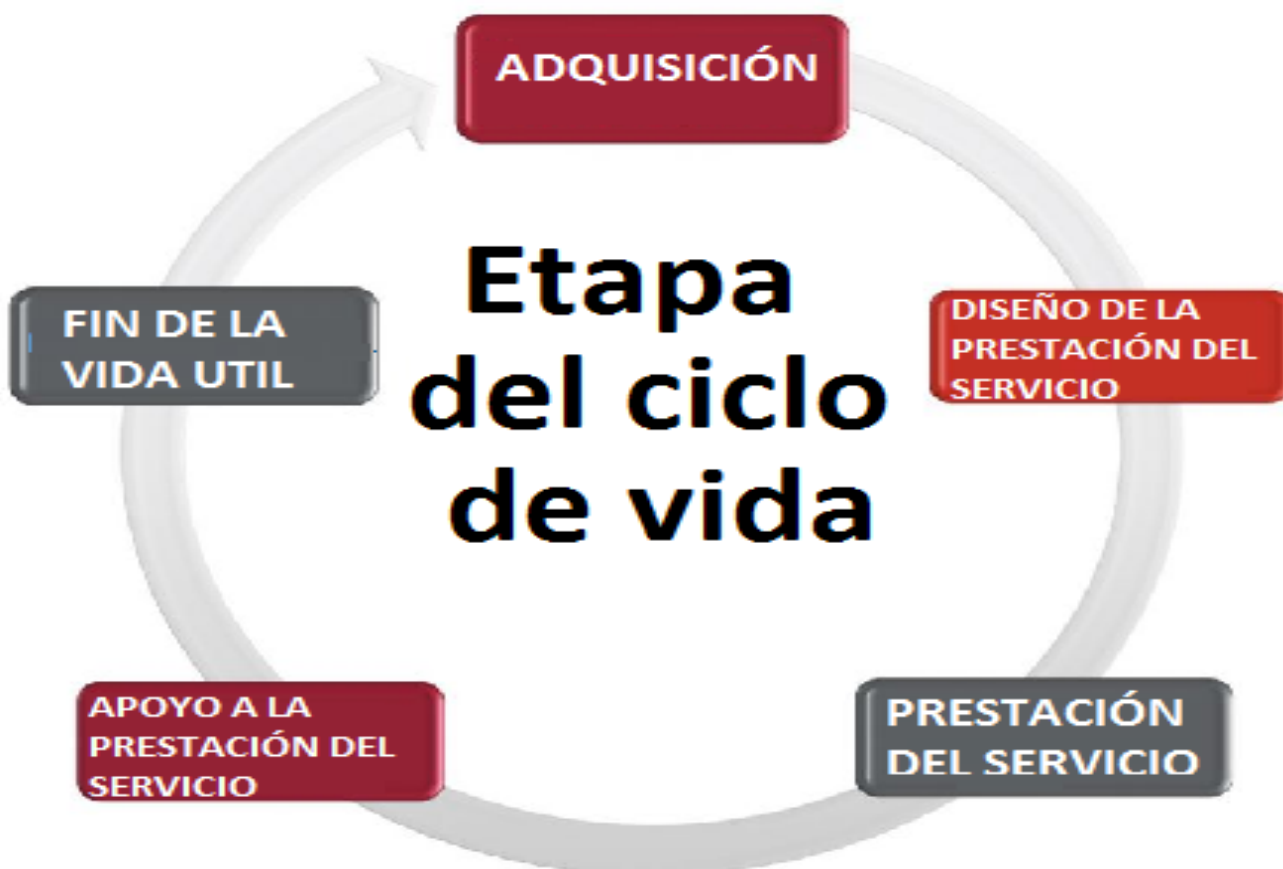 ADQUISICIÓN
Etapa
del ciclo
de vida
DISEÑO DE LA
PRESTACIÓN DEL
SERVICIO
PRESTACIÓN
DEL SERVICIO
APOYO A LA
PRESTACIÓN DEL
SERVICIO
FIN DE LA
VIDA UTIL